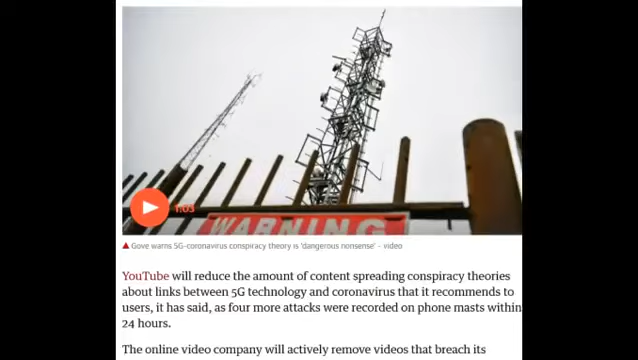 1:03
WARNING
Gove warns 5G-coronavirus conspiracy theory is 'dangerous nonsense' – video
YouTube will reduce the amount of content spreading conspiracy theories
about links between 5G technology and coronavirus that it recommends to
users, it has said, as four more attacks were recorded on phone masts within
24 hours.
The online video company will actively remove videos that breach its